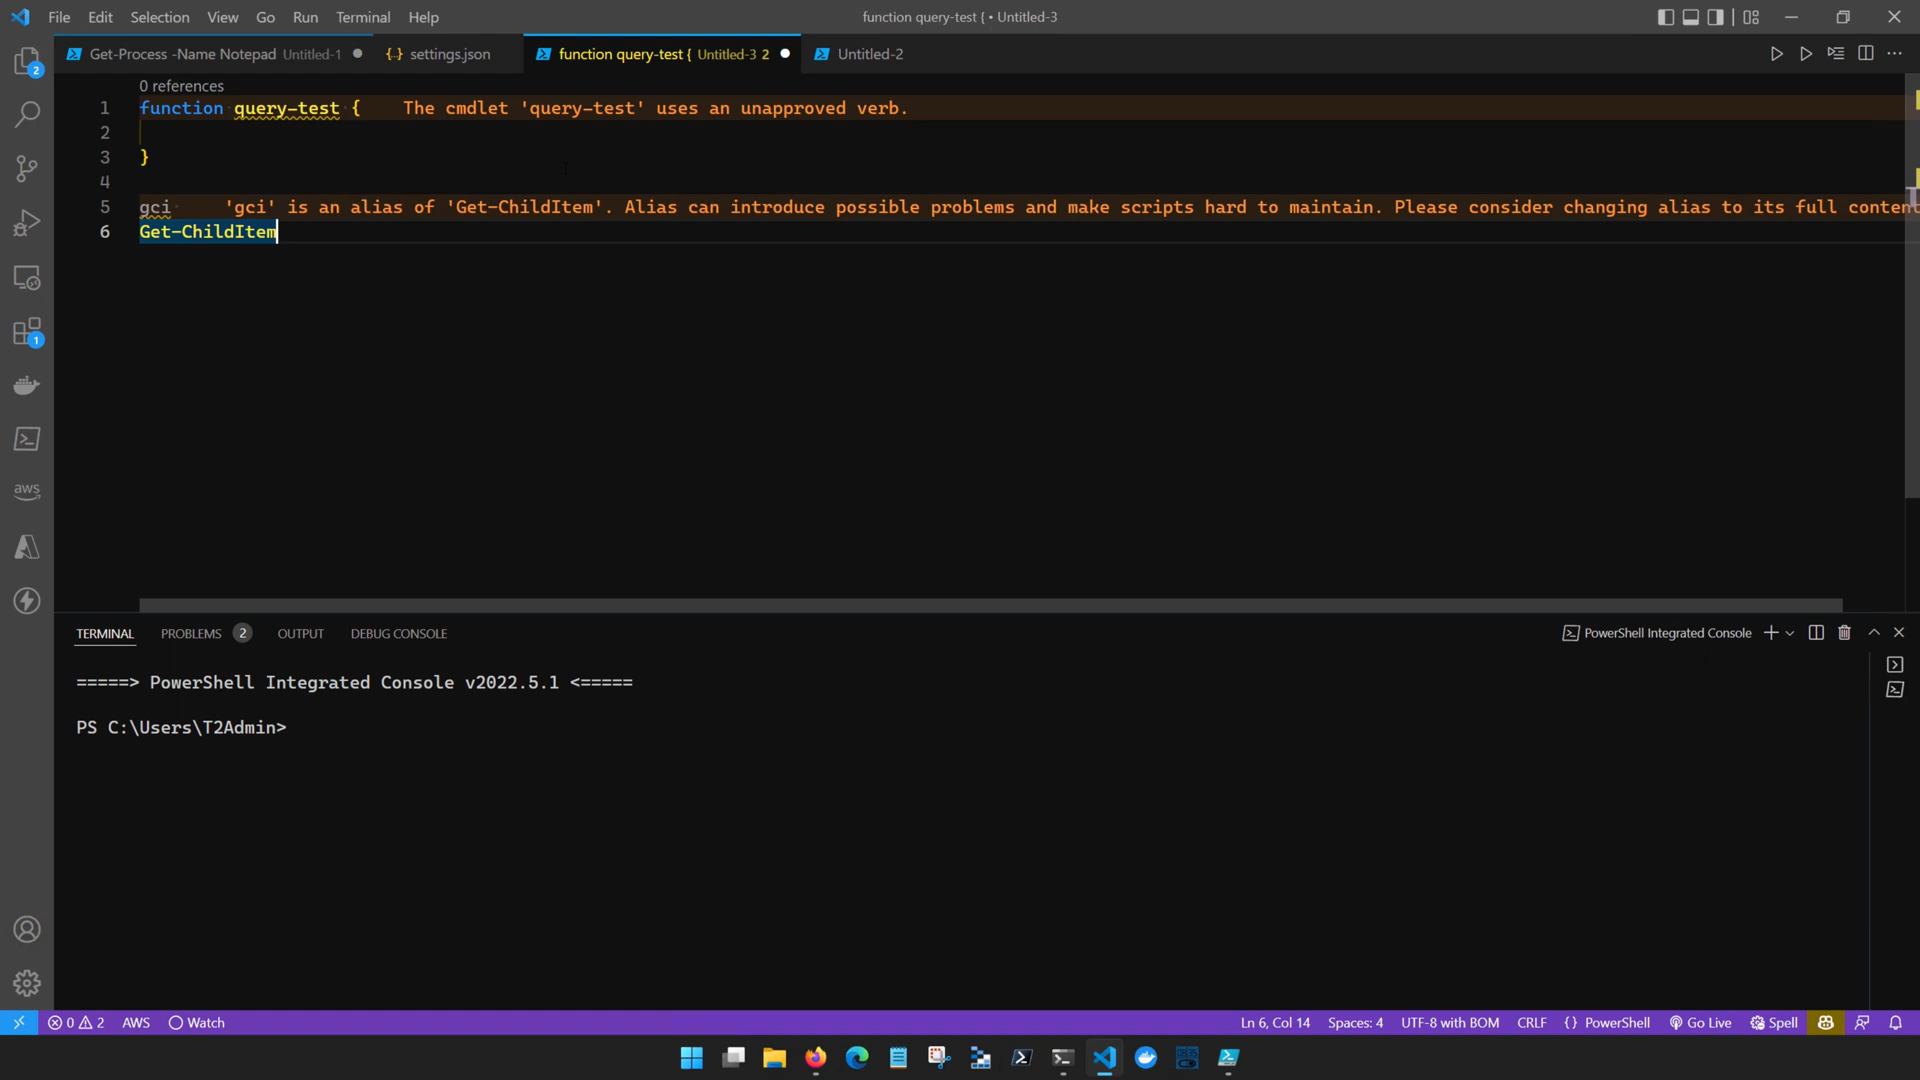 File Edit Selection View Go Run Terminal Help
function query-test { • Untitled-3
Get-Process -Name Notepad Untitled-1
{..} settings.json
function query-test { Untitled-3 2
Untitled-2
2
0 references
1 function query-test { The cmdlet 'query-test' uses an unapproved verb.
2
3 }
4
5 gci 'gci' is an alias of 'Get-ChildItem'. Alias can introduce possible problems and make scripts hard to maintain. Please consider changing alias to its full content
6 Get-ChildItem
1
aws
TERMINAL PROBLEMS 2 OUTPUT DEBUG CONSOLE
PowerShell Integrated Console
=====> PowerShell Integrated Console v2022.5.1 <=====
PS C:\Users\T2Admin>
0 2 AWS Watch
Ln 6, Col 14 Spaces: 4 UTF-8 with BOM CRLF {} PowerShell Go Live Spell